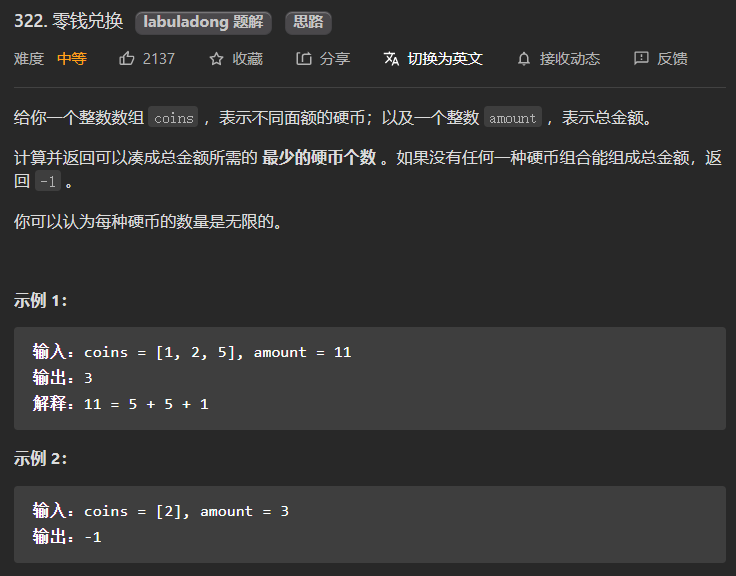 322. 零钱兑换 labuladong 题解 思路
难度 中等 2137 收藏 分享 切换为英文 接收动态 反馈
给你一个整数数组 coins ，表示不同面额的硬币；以及一个整数 amount ，表示总金额。
计算并返回可以凑成总金额所需的 最少的硬币个数 。如果没有任何一种硬币组合能组成总金额，返
回 -1 。
你可以认为每种硬币的数量是无限的。
示例 1：
输入：coins = [1, 2, 5], amount = 11
输出：3
解释：11 = 5 + 5 + 1
示例 2：
输入：coins = [2], amount = 3
输出：-1